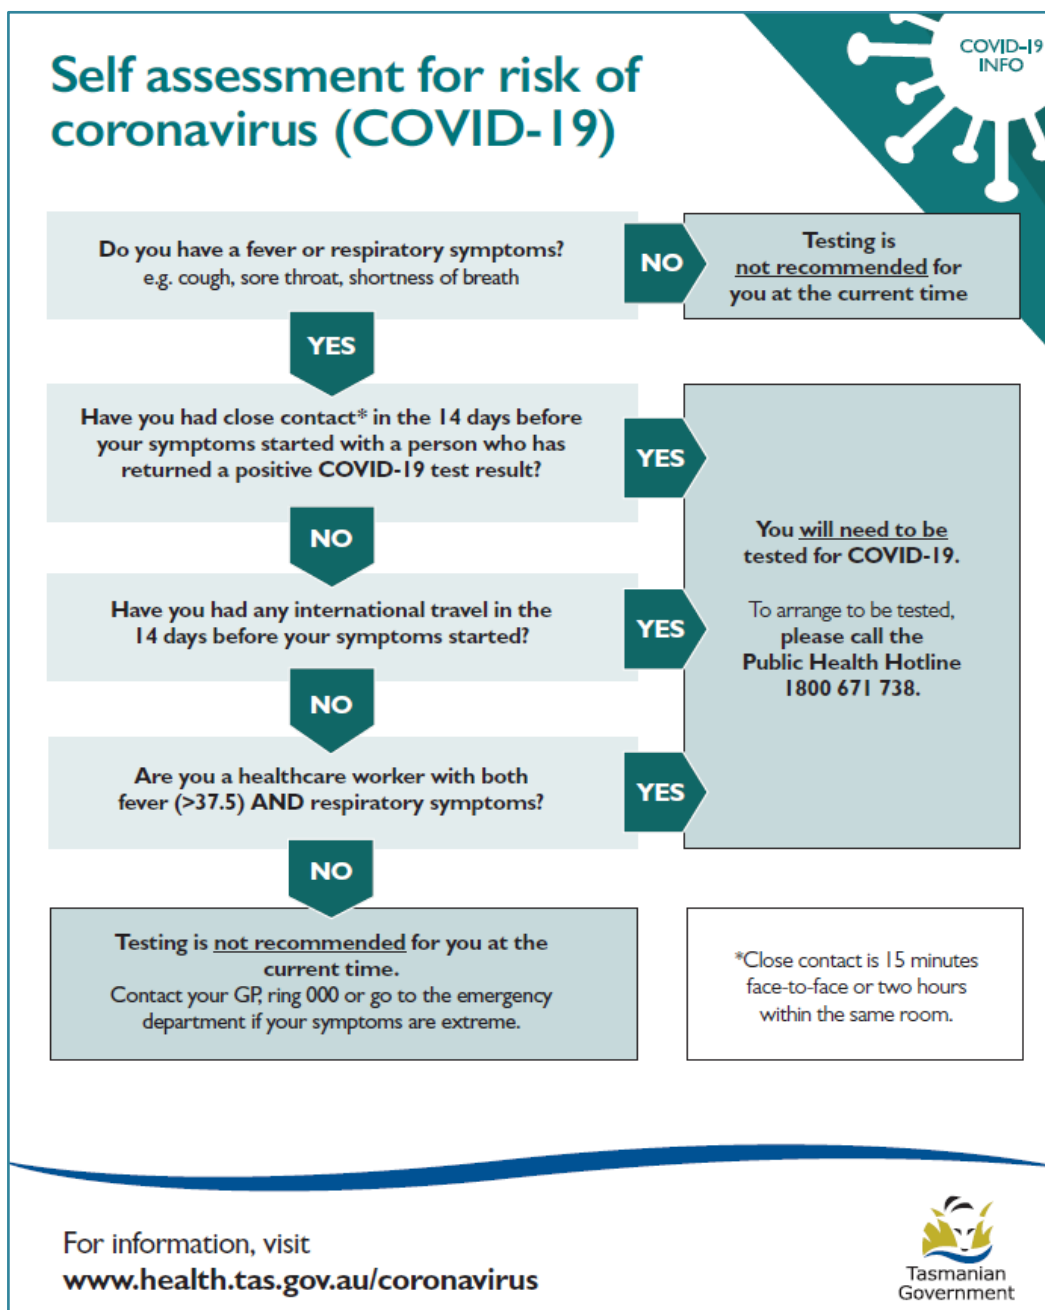 COVID-19
INFO
Self assessment for risk of
coronavirus (COVID-19)
Do you have a fever or respiratory symptoms?
e.g. cough, sore throat, shortness of breath
NO
Testing is
not recommended for
you at the current time
YES
Have you had close contact* in the 14 days before
your symptoms started with a person who has
returned a positive COVID-19 test result?
YES
NO
Have you had any international travel in the
14 days before your symptoms started?
YES
NO
Are you a healthcare worker with both
fever (>37.5) AND respiratory symptoms?
YES
You will need to be
tested for COVID-19.
To arrange to be tested,
please call the
Public Health Hotline
1800 671 738.
NO
Testing is not recommended for you at the
current time.
Contact your GP, ring 000 or go to the emergency
department if your symptoms are extreme.
*Close contact is 15 minutes
face-to-face or two hours
within the same room.
For information, visit
www.health.tas.gov.au/coronavirus
Tasmanian
Government